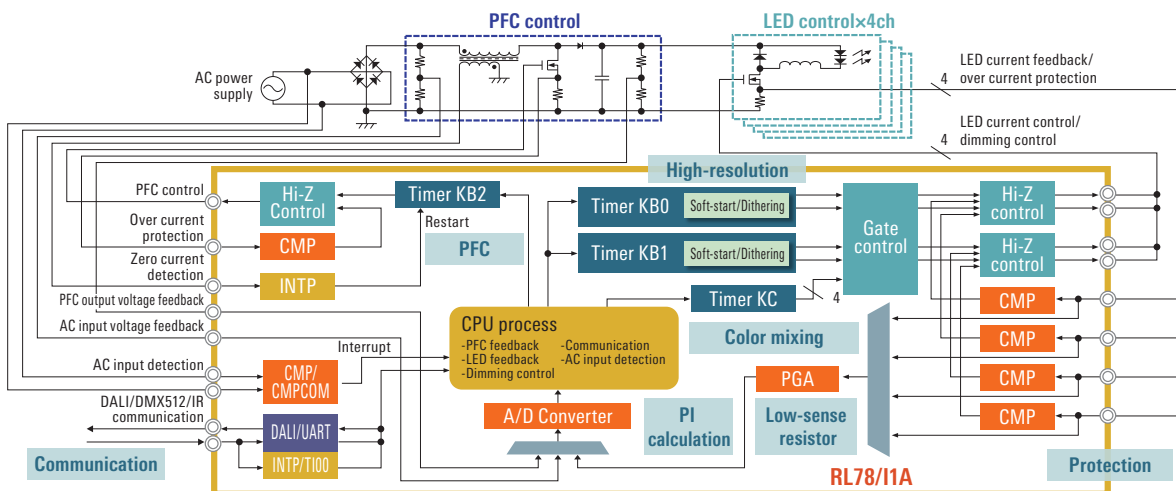 PFC control
LED control×4ch
AC power
supply
LED current feedback/
over current protection
4
LED current control/
dimming control
4
High-resolution
PFC control
Over current
protection
Zero current
detection
PFC output voltage feedback
AC input voltage feedback
AC input detection
DALI/DMX512/IR
communication
Communication
Hi-Z
Control
CMP
INTP
Timer KB2
Restart
PFC
Timer KB0
Soft-start/Dithering
Timer KB1
Soft-start/Dithering
Timer KC
4
Gate
control
Hi-Z
control
Hi-Z
control
CMP
CMP
CMP
CMP
Color mixing
CPU process
-PFC feedback
-Communication
-LED feedback
-AC input detection
-Dimming control
Interrupt
CMP/
CMPCOM
DALI/UART
INTP/TI00
A/D Converter
PI
calculation
PGA
Low-sense
resistor
RL78/I1A
Protection